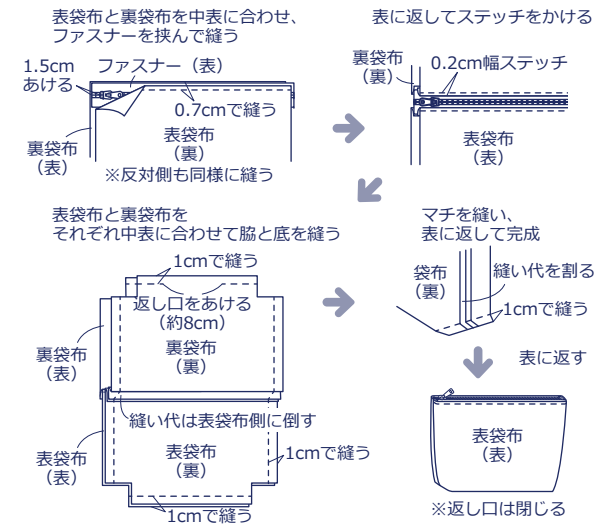 表袋布と裏袋布を中表に合わせ、
ファスナーを挟んで縫う
1.5cm
あける
ファスナー（表）
0.7cmで縫う
裏袋布
（表）
表袋布
（裏）
※反対側も同様に縫う
表に返してステッチをかける
裏袋布
（裏）
0.2cm幅ステッチ
表袋布
（表）
表袋布と裏袋布を
それぞれ中表に合わせて脇と底を縫う
1cmで縫う
返し口をあける
（約8cm）
裏袋布
（表）
裏袋布
（裏）
縫い代は表袋布側に倒す
表袋布
（表）
表袋布
（裏）
1cmで縫う
1cmで縫う
マチを縫い、
表に返して完成
袋布
（裏）
縫い代を割る
1cmで縫う
表に返す
表袋布
（表）
※返し口は閉じる